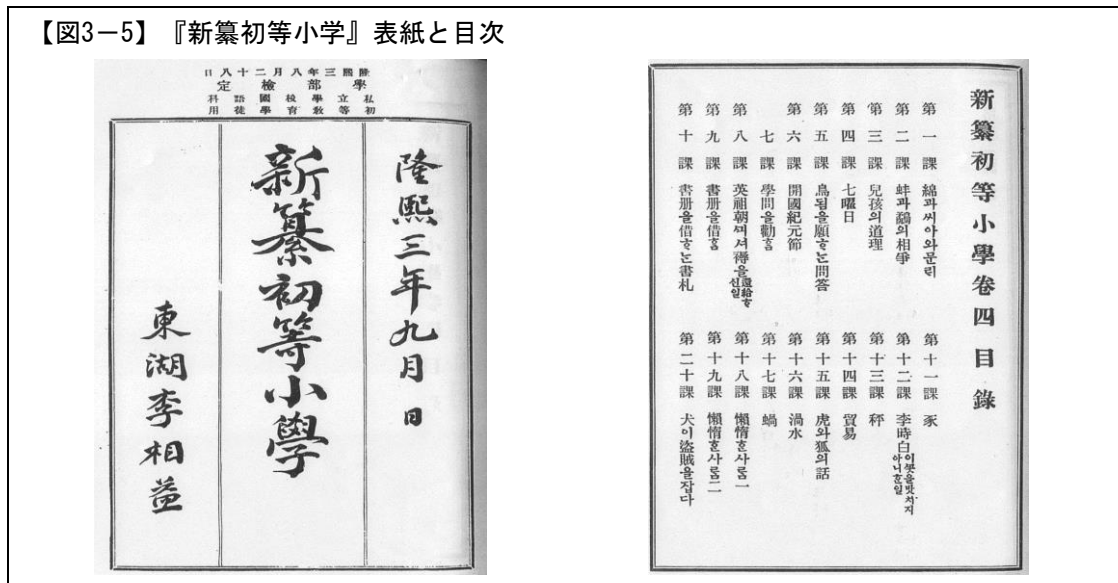 【図3－5】『新纂初等小学』表紙と目次
隆熙三年八月二十八日
學部檢定
私立學校國語
初等敎育學徒用
隆熙三年九月 日
新纂初等小學
東湖李相益
新纂初等小學卷四目錄
第一課 綿과씨아와문릭
第二課 蚌과鷸의相爭
第三課 兒孩의道理
第四課 七曜日
第五課 鳥됨을願ᄒᆞᄂᆞᆫ問答
第六課 開國紀元節
七課 學問을勸홈
第八課 英祖朝ᄭᅴ셔得을還給ᄒᆞ신일
第九課 書册을借홈
第十課 書册을借ᄒᆞᄂᆞᆫ書札
第十一課 豕
第十二課 李時白이옷을밧치지아니ᄒᆞᆫ일
第十三課 秤
第十四課 貿易
第十五課 虎와狐의話
第十六課 渦水
第十七課 蝸
第十八課 懶惰ᄒᆞᆫ사ᄅᆞᆷ一
第十九課 懶惰ᄒᆞᆫ사ᄅᆞᆷ二
第二十課 犬이盜賊을잡다